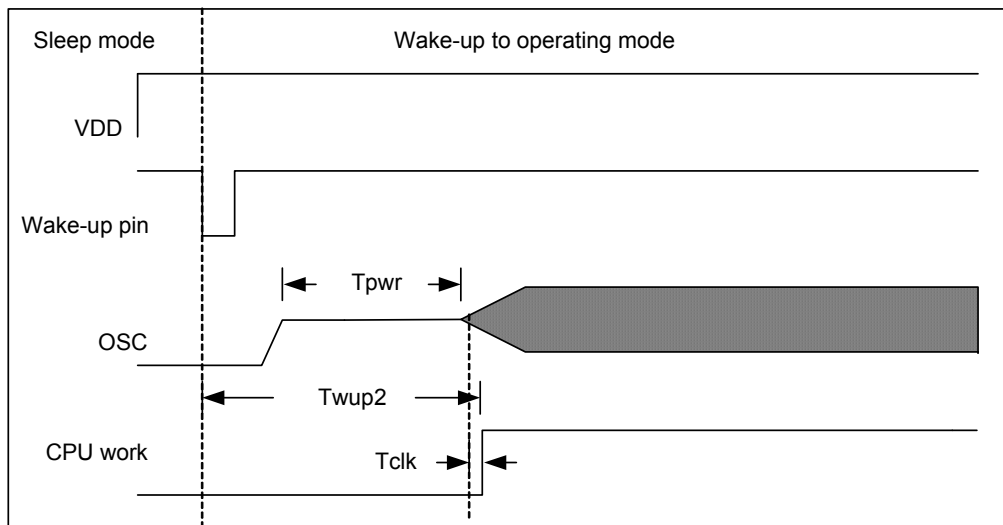 Sleep mode
Wake-up to operating mode
VDD
Wake-up pin
Tpwr
OSC
Twup2
CPU work
Tclk